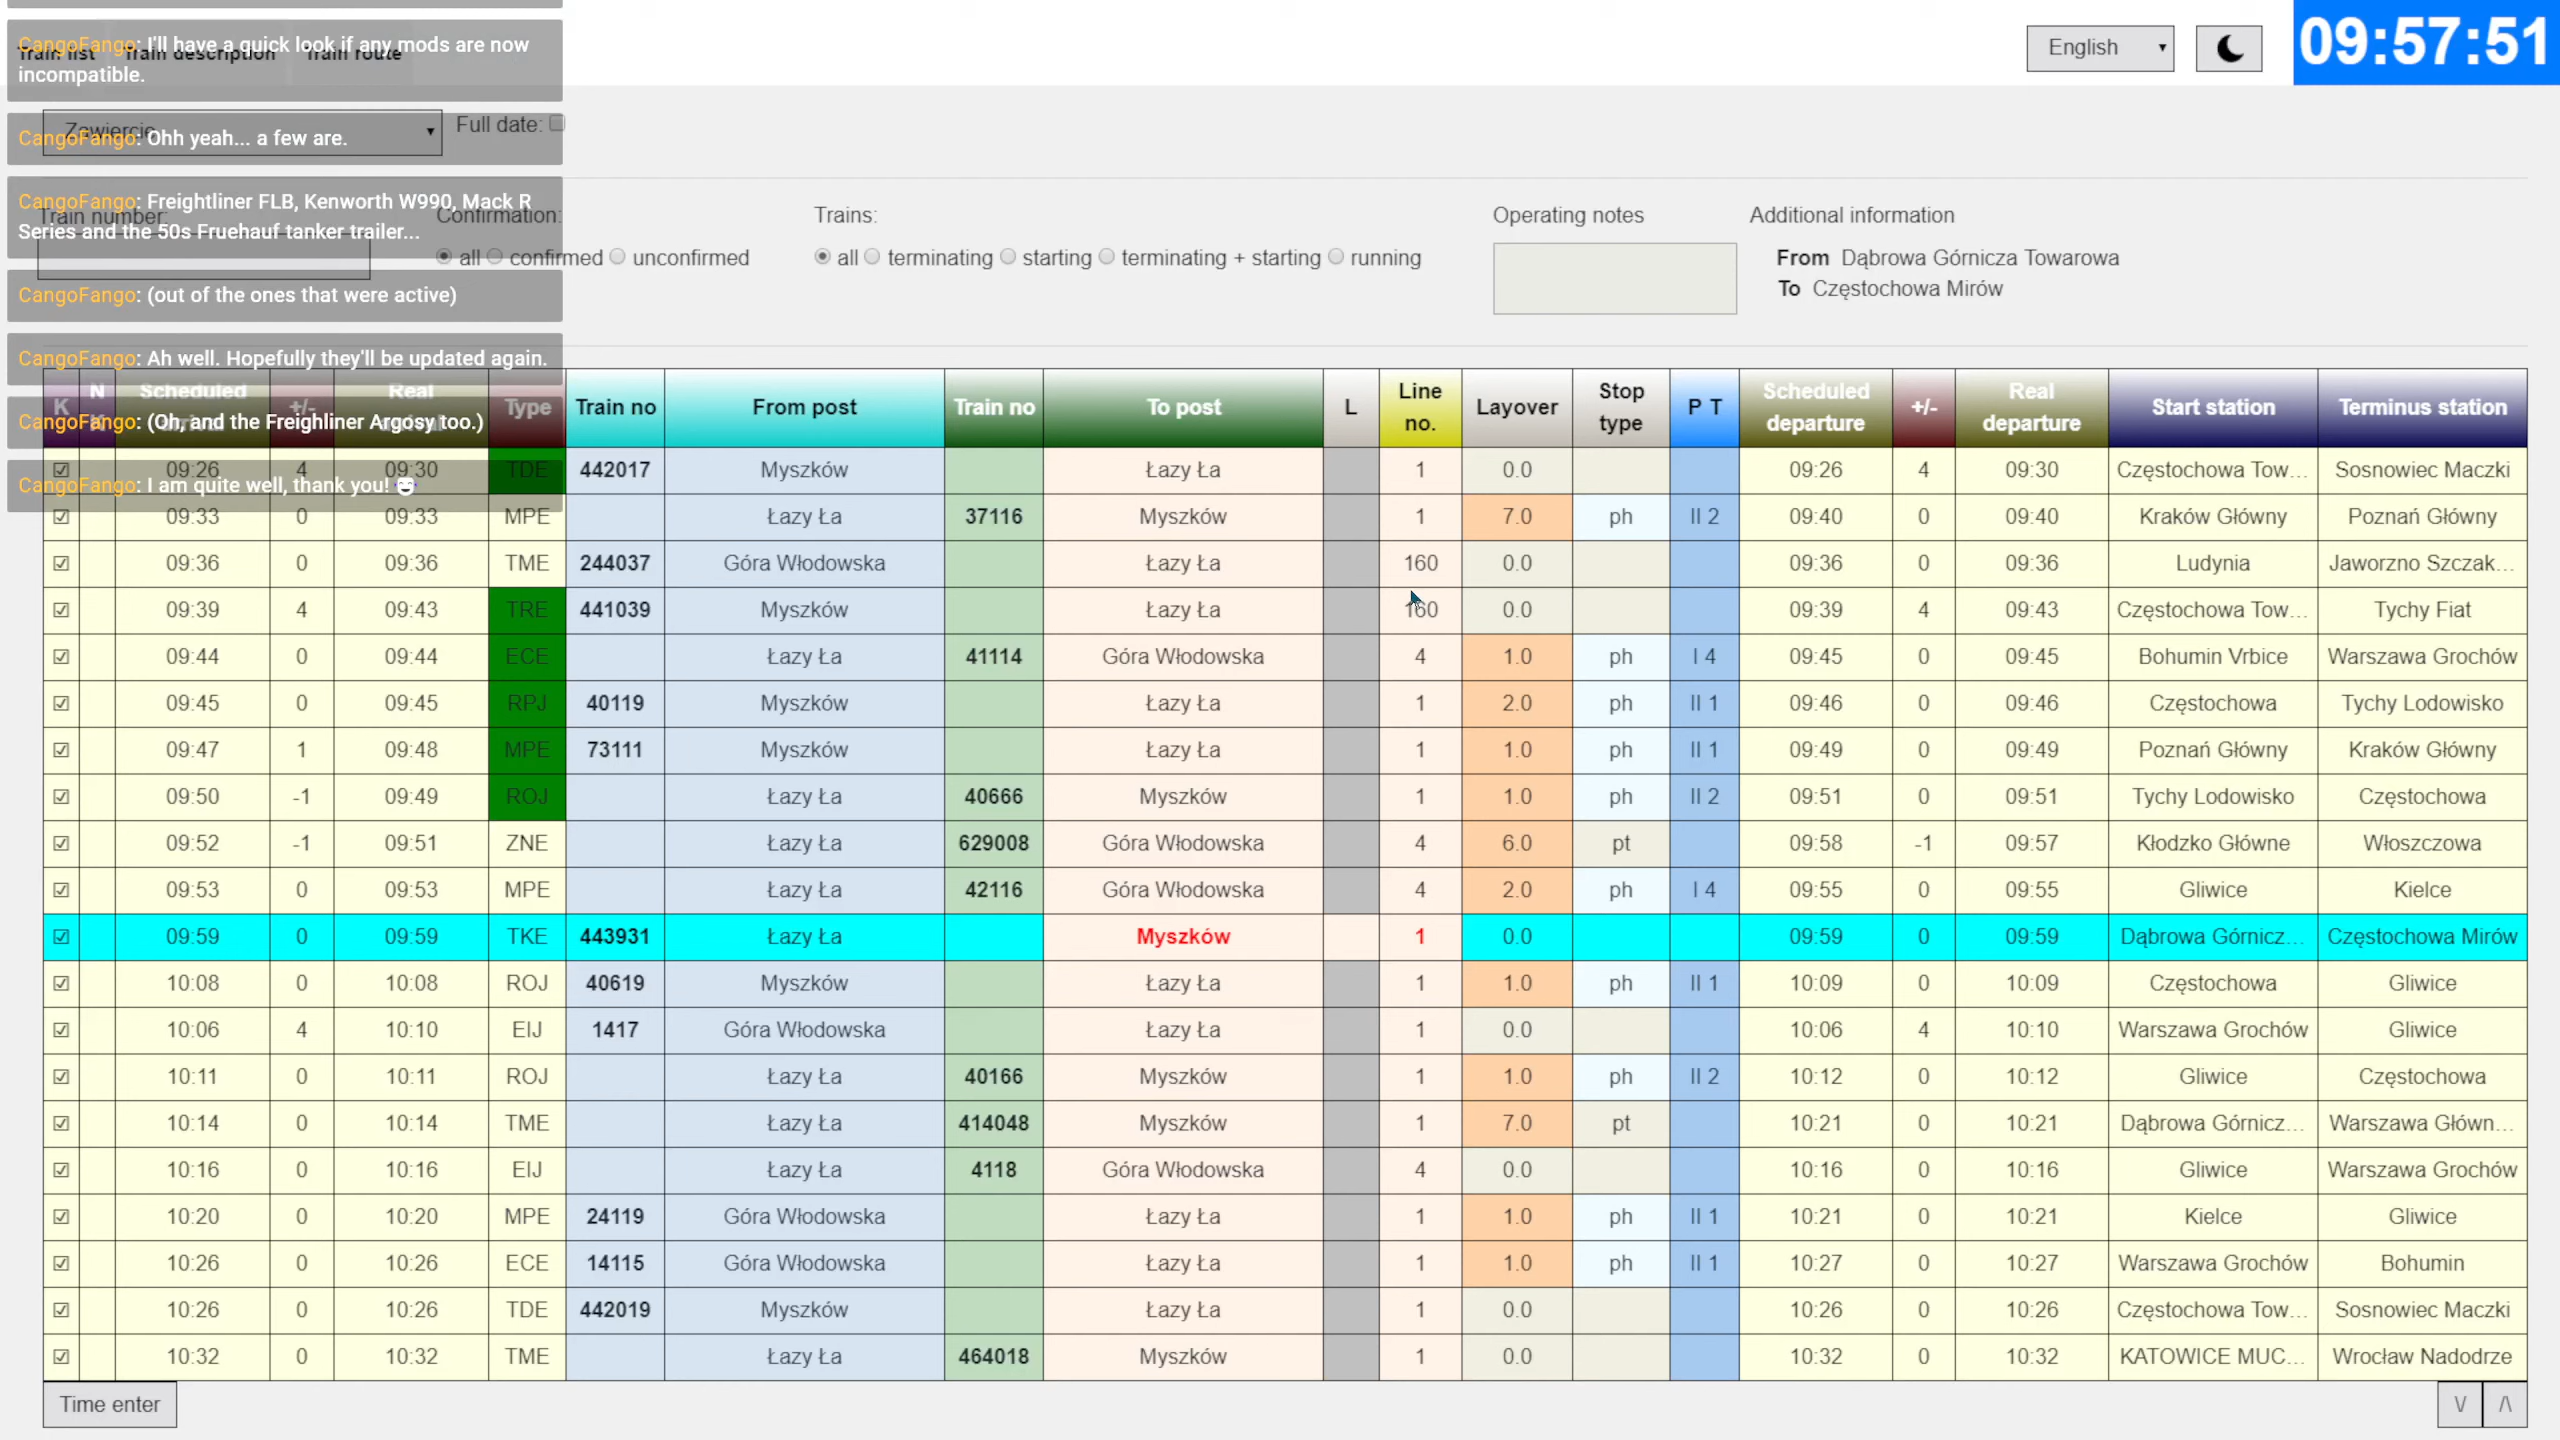 CangoFango: I'll have a quick look if any mods are now
incompatible.
Train list Train description Train route
English
09:57:51
Zawiercie
Full date:
CangoFango: Ohh yeah... a few are.
CangoFango: Freightliner FLB, Kenworth W990, Mack R
Series and the 50s Fruehauf tanker trailer...
Train number: Confirmation: Trains: Operating notes Additional information
all confirmed unconfirmed all terminating starting terminating + starting running
From Dąbrowa Górnicza Towarowa
To Częstochowa Mirów
CangoFango: (out of the ones that were active)
CangoFango: Ah well. Hopefully they'll be updated again.
CangoFango: (Oh, and the Freighliner Argosy too.)
CangoFango: I am quite well, thank you!
K N Scheduled +/- Real Type Train no From post Train no To post L Line no. Layover Stop type P T Scheduled departure +/- Real departure Start station Terminus station
09:26 4 09:30 TDE 442017 Myszków Łazy Ła 1 0.0 09:26 4 09:30 Częstochowa Tow... Sosnowiec Maczki
09:33 0 09:33 MPE Łazy Ła 37116 Myszków 1 7.0 ph II 2 09:40 0 09:40 Kraków Główny Poznań Główny
09:36 0 09:36 TME 244037 Góra Włodowska Łazy Ła 160 0.0 09:36 0 09:36 Ludynia Jaworzno Szczak...
09:39 4 09:43 TRE 441039 Myszków Łazy Ła 160 0.0 09:39 4 09:43 Częstochowa Tow... Tychy Fiat
09:44 0 09:44 ECE Łazy Ła 41114 Góra Włodowska 4 1.0 ph I 4 09:45 0 09:45 Bohumin Vrbice Warszawa Grochów
09:45 0 09:45 RPJ 40119 Myszków Łazy Ła 1 2.0 ph II 1 09:46 0 09:46 Częstochowa Tychy Lodowisko
09:47 1 09:48 MPE 73111 Myszków Łazy Ła 1 1.0 ph II 1 09:49 0 09:49 Poznań Główny Kraków Główny
09:50 -1 09:49 ROJ Łazy Ła 40666 Myszków 1 1.0 ph II 2 09:51 0 09:51 Tychy Lodowisko Częstochowa
09:52 -1 09:51 ZNE Łazy Ła 629008 Góra Włodowska 4 6.0 pt 09:58 -1 09:57 Kłodzko Główne Włoszczowa
09:53 0 09:53 MPE Łazy Ła 42116 Góra Włodowska 4 2.0 ph I 4 09:55 0 09:55 Gliwice Kielce
09:59 0 09:59 TKE 443931 Łazy Ła Myszków 1 0.0 09:59 0 09:59 Dąbrowa Górnicz... Częstochowa Mirów
10:08 0 10:08 ROJ 40619 Myszków Łazy Ła 1 1.0 ph II 1 10:09 0 10:09 Częstochowa Gliwice
10:06 4 10:10 EIJ 1417 Góra Włodowska Łazy Ła 1 0.0 10:06 4 10:10 Warszawa Grochów Gliwice
10:11 0 10:11 ROJ Łazy Ła 40166 Myszków 1 1.0 ph II 2 10:12 0 10:12 Gliwice Częstochowa
10:14 0 10:14 TME Łazy Ła 414048 Myszków 1 7.0 pt 10:21 0 10:21 Dąbrowa Górnicz... Warszawa Główn...
10:16 0 10:16 EIJ Łazy Ła 4118 Góra Włodowska 4 0.0 10:16 0 10:16 Gliwice Warszawa Grochów
10:20 0 10:20 MPE 24119 Góra Włodowska Łazy Ła 1 1.0 ph II 1 10:21 0 10:21 Kielce Gliwice
10:26 0 10:26 ECE 14115 Góra Włodowska Łazy Ła 1 1.0 ph II 1 10:27 0 10:27 Warszawa Grochów Bohumin
10:26 0 10:26 TDE 442019 Myszków Łazy Ła 1 0.0 10:26 0 10:26 Częstochowa Tow... Sosnowiec Maczki
10:32 0 10:32 TME Łazy Ła 464018 Myszków 1 0.0 10:32 0 10:32 KATOWICE MUC... Wrocław Nadodrze
Time enter
\/ /\